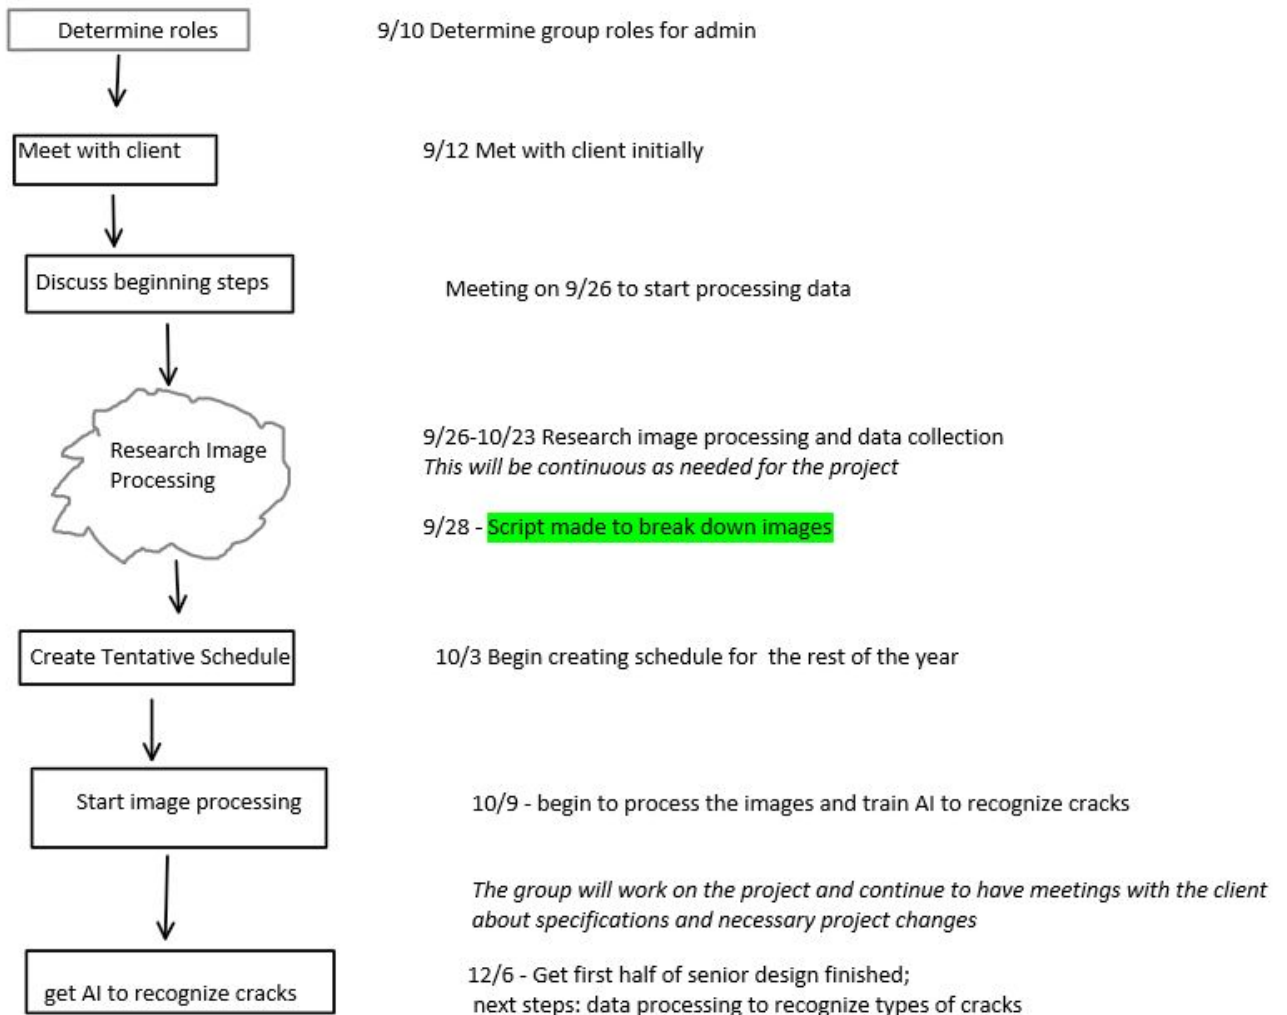 Determine roles
9/10 Determine group roles for admin
Meet with client
9/12 Met with client initially
Discuss beginning steps
Meeting on 9/26 to start processing data
Research Image
Processing
9/26-10/23 Research image processing and data collection
This will be continuous as needed for the project
9/28 - Script made to break down images
Create Tentative Schedule
10/3 Begin creating schedule for  the rest of the year
Start image processing
10/9 - begin to process the images and train AI to recognize cracks
The group will work on the project and continue to have meetings with the client
about specifications and necessary project changes
get AI to recognize cracks
12/6 - Get first half of senior design finished;
next steps: data processing to recognize types of cracks